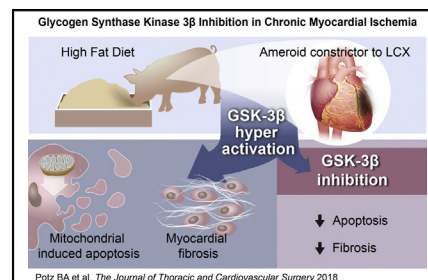 Glycogen Synthase Kinase 3β Inhibition in Chronic Myocardial Ischemia
High Fat Diet
Ameroid constrictor to LCX
GSK-3β
hyper
activation
GSK-3β
inhibition
Mitochondrial
induced apoptosis
Myocardial
fibrosis
↓ Apoptosis
↓ Fibrosis
Potz BA et al. The Journal of Thoracic and Cardiovascular Surgery 2018